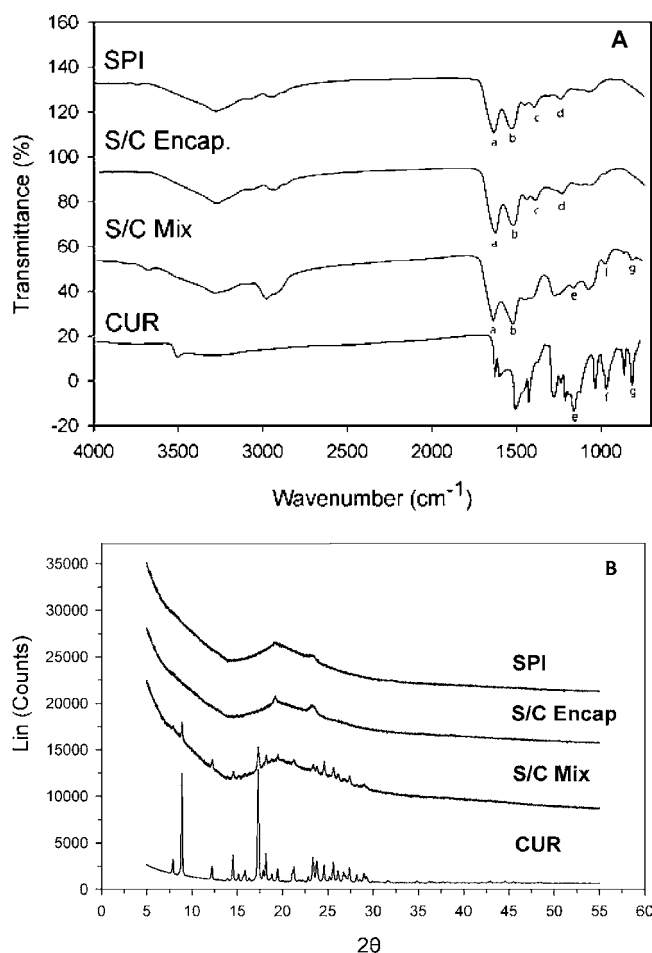 A
160
140
120
100
80
60
40
20
0
-20
Transmittance (%)
SPI
S/C Encap.
S/C Mix
CUR
a b c d
a b c d
a b e f g
e f g
4000 3500 3000 2500 2000 1500 1000
Wavenumber (cm-1)
B
35000
30000
25000
20000
15000
10000
5000
0
Lin (Counts)
SPI
S/C Encap
S/C Mix
CUR
0 5 10 15 20 25 30 35 40 45 50 55 60
2θ